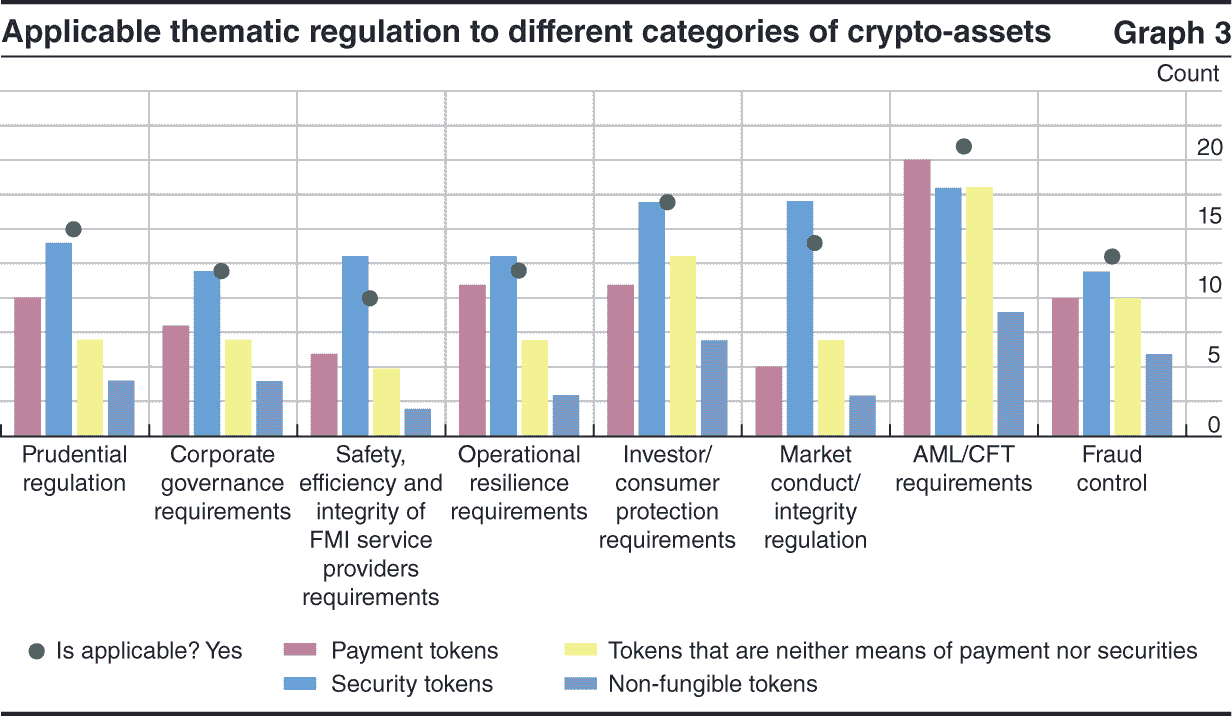 Applicable thematic regulation to different categories of crypto-assets Graph 3
Count
20
15
10
5
0
Prudential
regulation
Corporate
governance
requirements
Safety,
efficiency and
integrity of
FMI service
providers
requirements
Operational
resilience
requirements
Investor/
consumer
protection
requirements
Market
conduct/
integrity
regulation
AML/CFT
requirements
Fraud
control
Is applicable? Yes
Payment tokens
Tokens that are neither means of payment nor securities
Security tokens
Non-fungible tokens